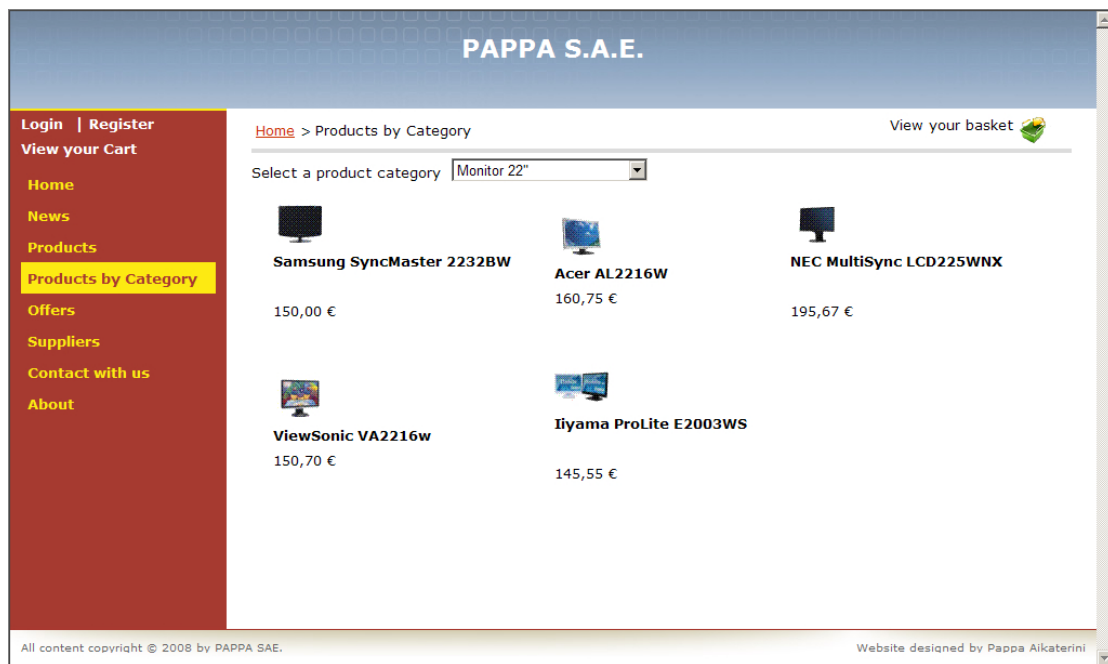 PAPPA S.A.E.
Login | Register
View your Cart
Home
News
Products
Products by Category
Offers
Suppliers
Contact with us
About
Home > Products by Category
View your basket
Select a product category Monitor 22"
Samsung SyncMaster 2232BW
150,00 €
Acer AL2216W
160,75 €
NEC MultiSync LCD225WNX
195,67 €
ViewSonic VA2216w
150,70 €
Iiyama ProLite E2003WS
145,55 €
All content copyright © 2008 by PAPPA SAE.
Website designed by Pappa Aikaterini